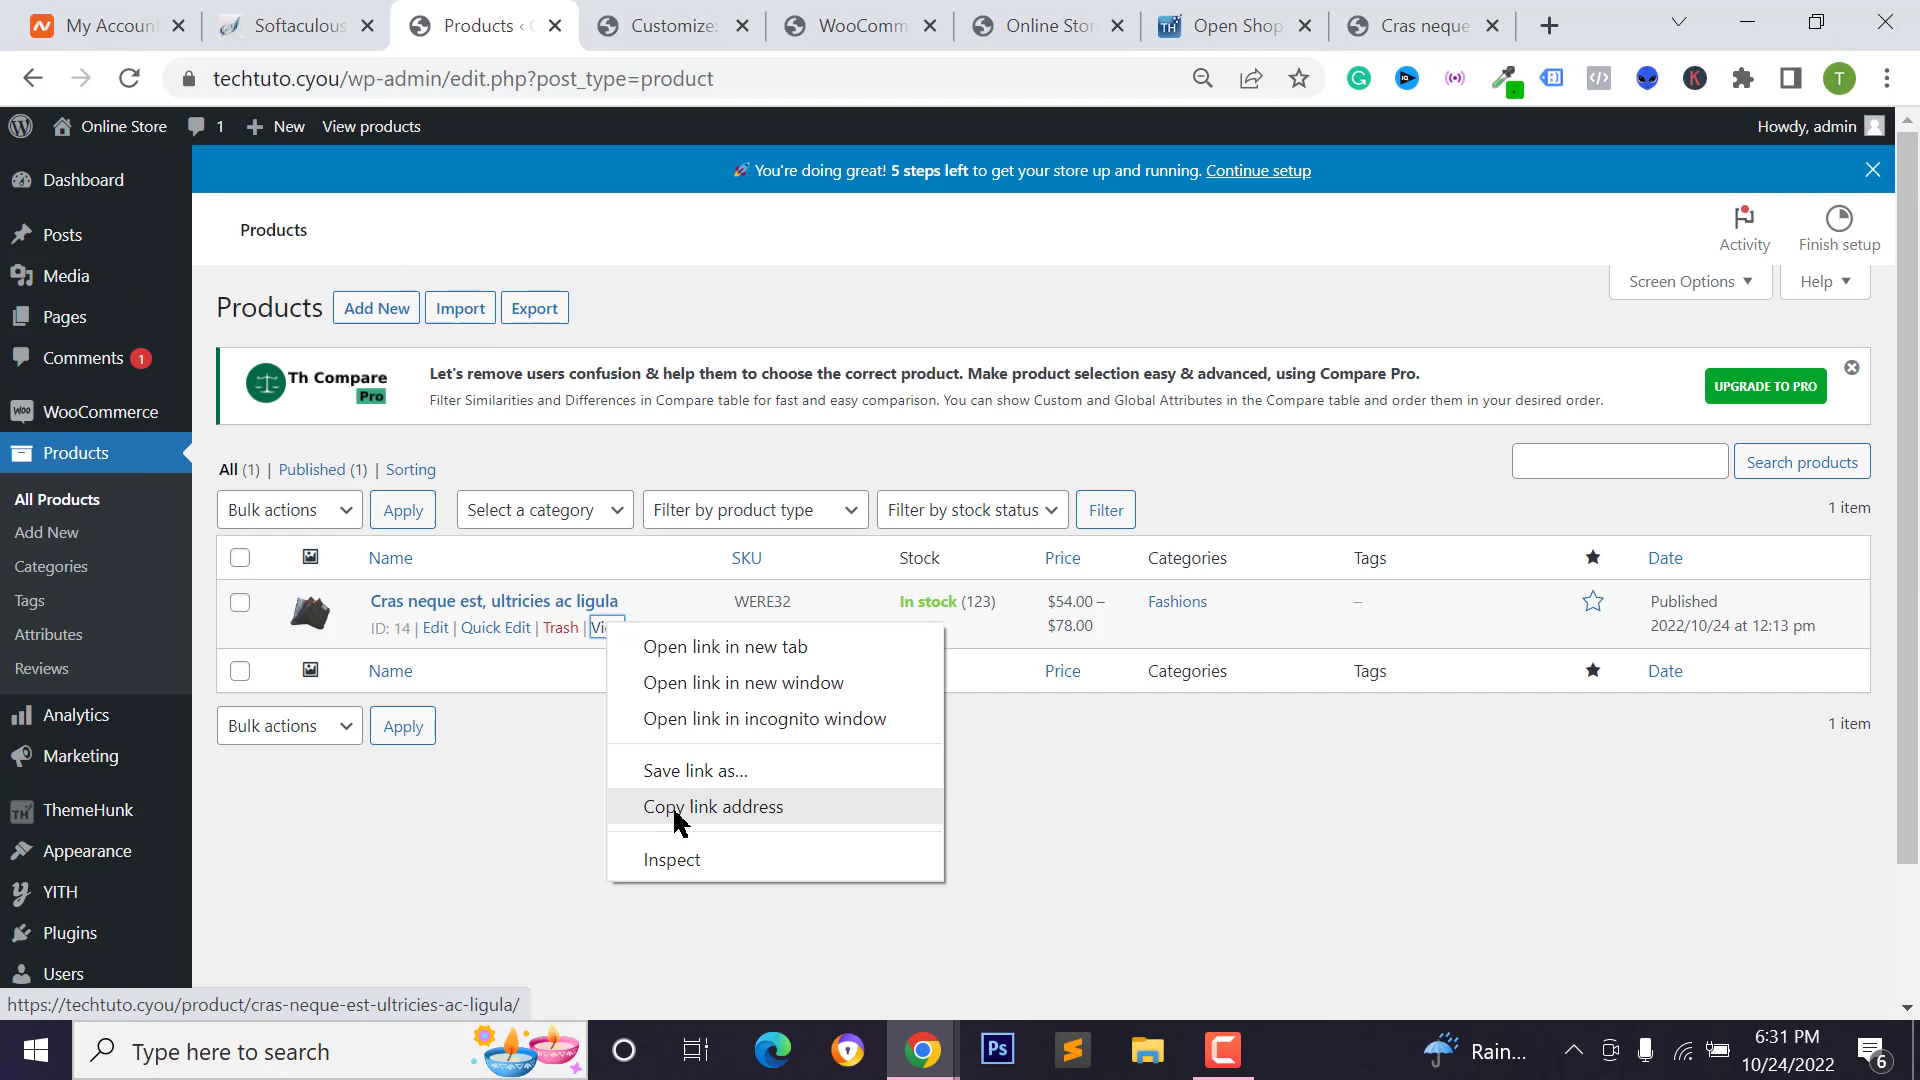 My Accoun
Softaculous
Products ‹
Customize:
WooComm
Online Stor
TH
Open Shop
Cras neque
techtuto.cyou/wp-admin/edit.php?post_type=product
T
Online Store
1
New
View products
Howdy, admin
🚀 You're doing great! 5 steps left to get your store up and running. Continue setup
Products
Activity
Finish setup
Screen Options
Help
Products
Add New
Import
Export
Th Compare
Pro
Let's remove users confusion & help them to choose the correct product. Make product selection easy & advanced, using Compare Pro.
Filter Similarities and Differences in Compare table for fast and easy comparison. You can show Custom and Global Attributes in the Compare table and order them in your desired order.
UPGRADE TO PRO
Dashboard
Posts
Media
Pages
Comments 1
WooCommerce
Products
All Products
Add New
Categories
Tags
Attributes
Reviews
Analytics
Marketing
TH ThemeHunk
Appearance
YITH
Plugins
Users
All (1) | Published (1) | Sorting
Search products
Bulk actions
Apply
Select a category
Filter by product type
Filter by stock status
Filter
1 item
Name SKU Stock Price Categories Tags Date
Cras neque est, ultricies ac ligula WERE32 In stock (123) $54.00 – Fashions – Published
ID: 14 | Edit | Quick Edit | Trash | Vi $78.00 2022/10/24 at 12:13 pm
Name Price Categories Tags Date
Bulk actions
Apply
1 item
Open link in new tab
Open link in new window
Open link in incognito window
Save link as...
Copy link address
Inspect
https://techtuto.cyou/product/cras-neque-est-ultricies-ac-ligula/
Type here to search
Ps
Rain...
6:31 PM
10/24/2022
6